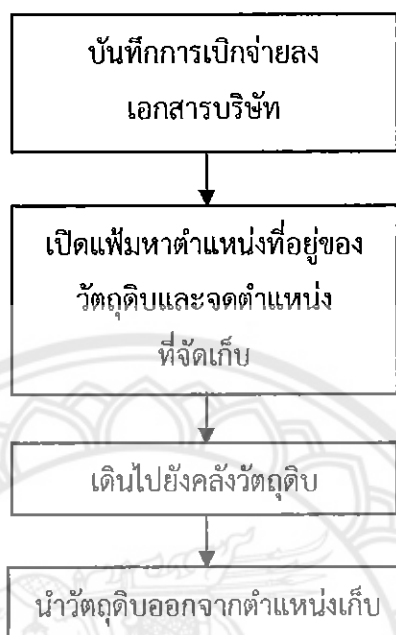 บันทึกการเบิกจ่ายลง
เอกสารบริษัท
เปิดแฟ้มหาตำแหน่งที่อยู่ของ
วัตถุดิบและจดตำแหน่ง
ที่จัดเก็บ
เดินไปยังคลังวัตถุดิบ
นำวัตถุดิบออกจากตำแหน่งเก็บ